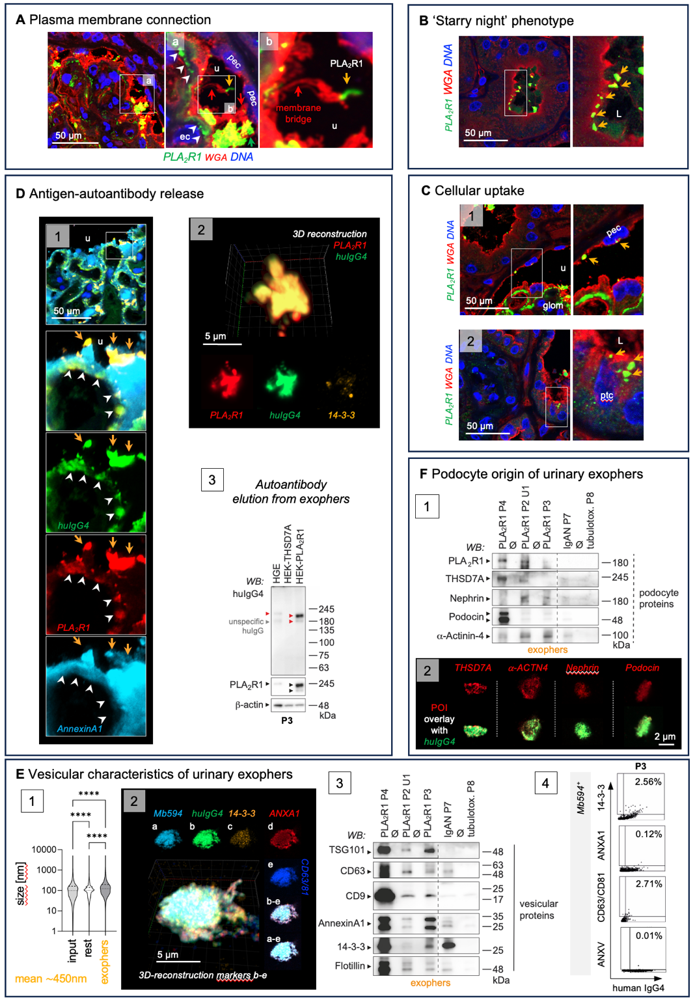 A Plasma membrane connection
a
50 µm
a
u
pec
pec
b
ec
b
PLA2R1
membrane
bridge
u
PLA2R1 WGA DNA
B ‘Starry night’ phenotype
PLA2R1 WGA DNA
50 µm
L
D Antigen-autoantibody release
1
u
50 µm
u
huIgG4
PLA2R1
AnnexinA1
2
3D reconstruction
PLA2R1
huIgG4
5 µm
PLA2R1
huIgG4
14-3-3
3
Autoantibody
elution from exophers
WB:
HGE
HEK-THSD7A
HEK-PLA2R1
huIgG4
unspecific
huIgG
245
180
135
100
75
63
PLA2R1
245
β-actin
48
kDa
P3
C Cellular uptake
1
PLA2R1 WGA DNA
50 µm
u
glom
pec
2
PLA2R1 WGA DNA
50 µm
L
ptc
F Podocyte origin of urinary exophers
1
WB:
PLA2R1 P4
Q
PLA2R1 P2 U1
Q
PLA2R1 P3
IgAN P7
Q
tubulotox. P8
PLA2R1
180
THSD7A
245
Nephrin
180
Podocin
48
α-Actinin-4
100
kDa
exophers
podocyte
proteins
2
THSD7A
α-ACTN4
Nephrin
Podocin
POI
overlay
with
huIgG4
2 µm
E Vesicular characteristics of urinary exophers
1
****
****
****
size [nm]
10000
1000
100
10
1
input
rest
exophers
mean ~450nm
2
Mb594
huIgG4
14-3-3
ANXA1
a
b
c
d
e
CD63/81
b-e
a-e
5 µm
3D-reconstruction markers b-e
3
WB:
PLA2R1 P4
Q
PLA2R1 P2 U1
Q
PLA2R1 P3
IgAN P7
Q
tubulotox. P8
TSG101
48
CD63
63
48
CD9
25
17
AnnexinA1
35
25
14-3-3
25
Flotillin
48
kDa
exophers
vesicular
proteins
4
P3
Mb594+
14-3-3
2.56%
ANXA1
0.12%
CD63/CD81
2.71%
ANXV
0.01%
human IgG4